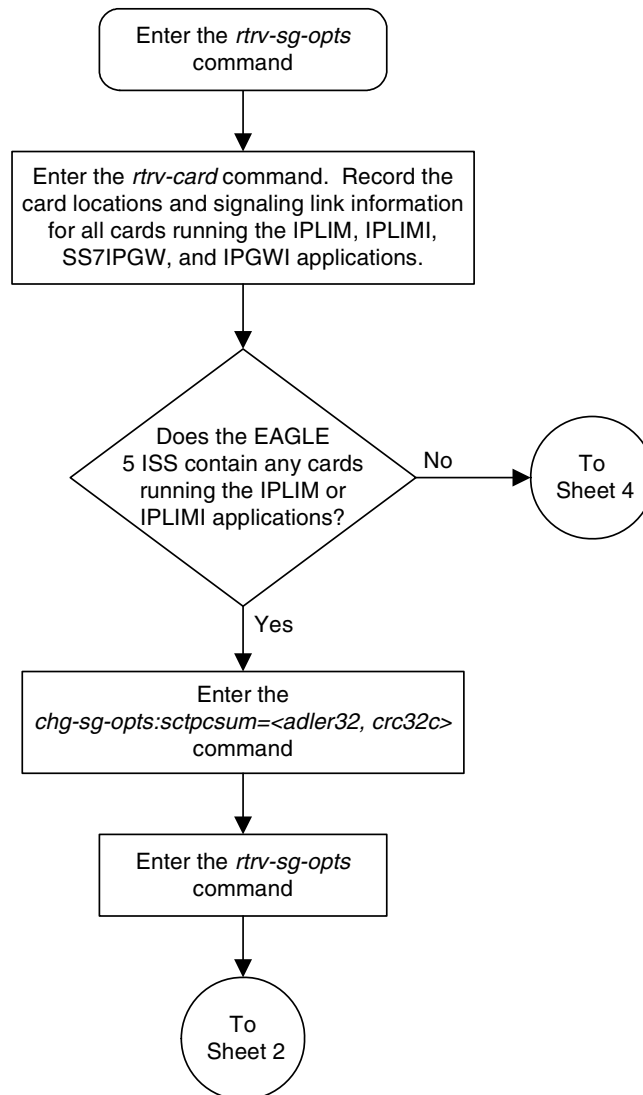 Enter the rtrv-sg-opts
command
Enter the rtrv-card command.  Record the
card locations and signaling link information
for all cards running the IPLIM, IPLIMI,
SS7IPGW, and IPGWI applications.
Does the EAGLE
5 ISS contain any cards
running the IPLIM or
IPLIMI applications?
No
To
Sheet 4
Yes
Enter the
chg-sg-opts:sctpcsum=<adler32, crc32c>
command
Enter the rtrv-sg-opts
command
To
Sheet 2